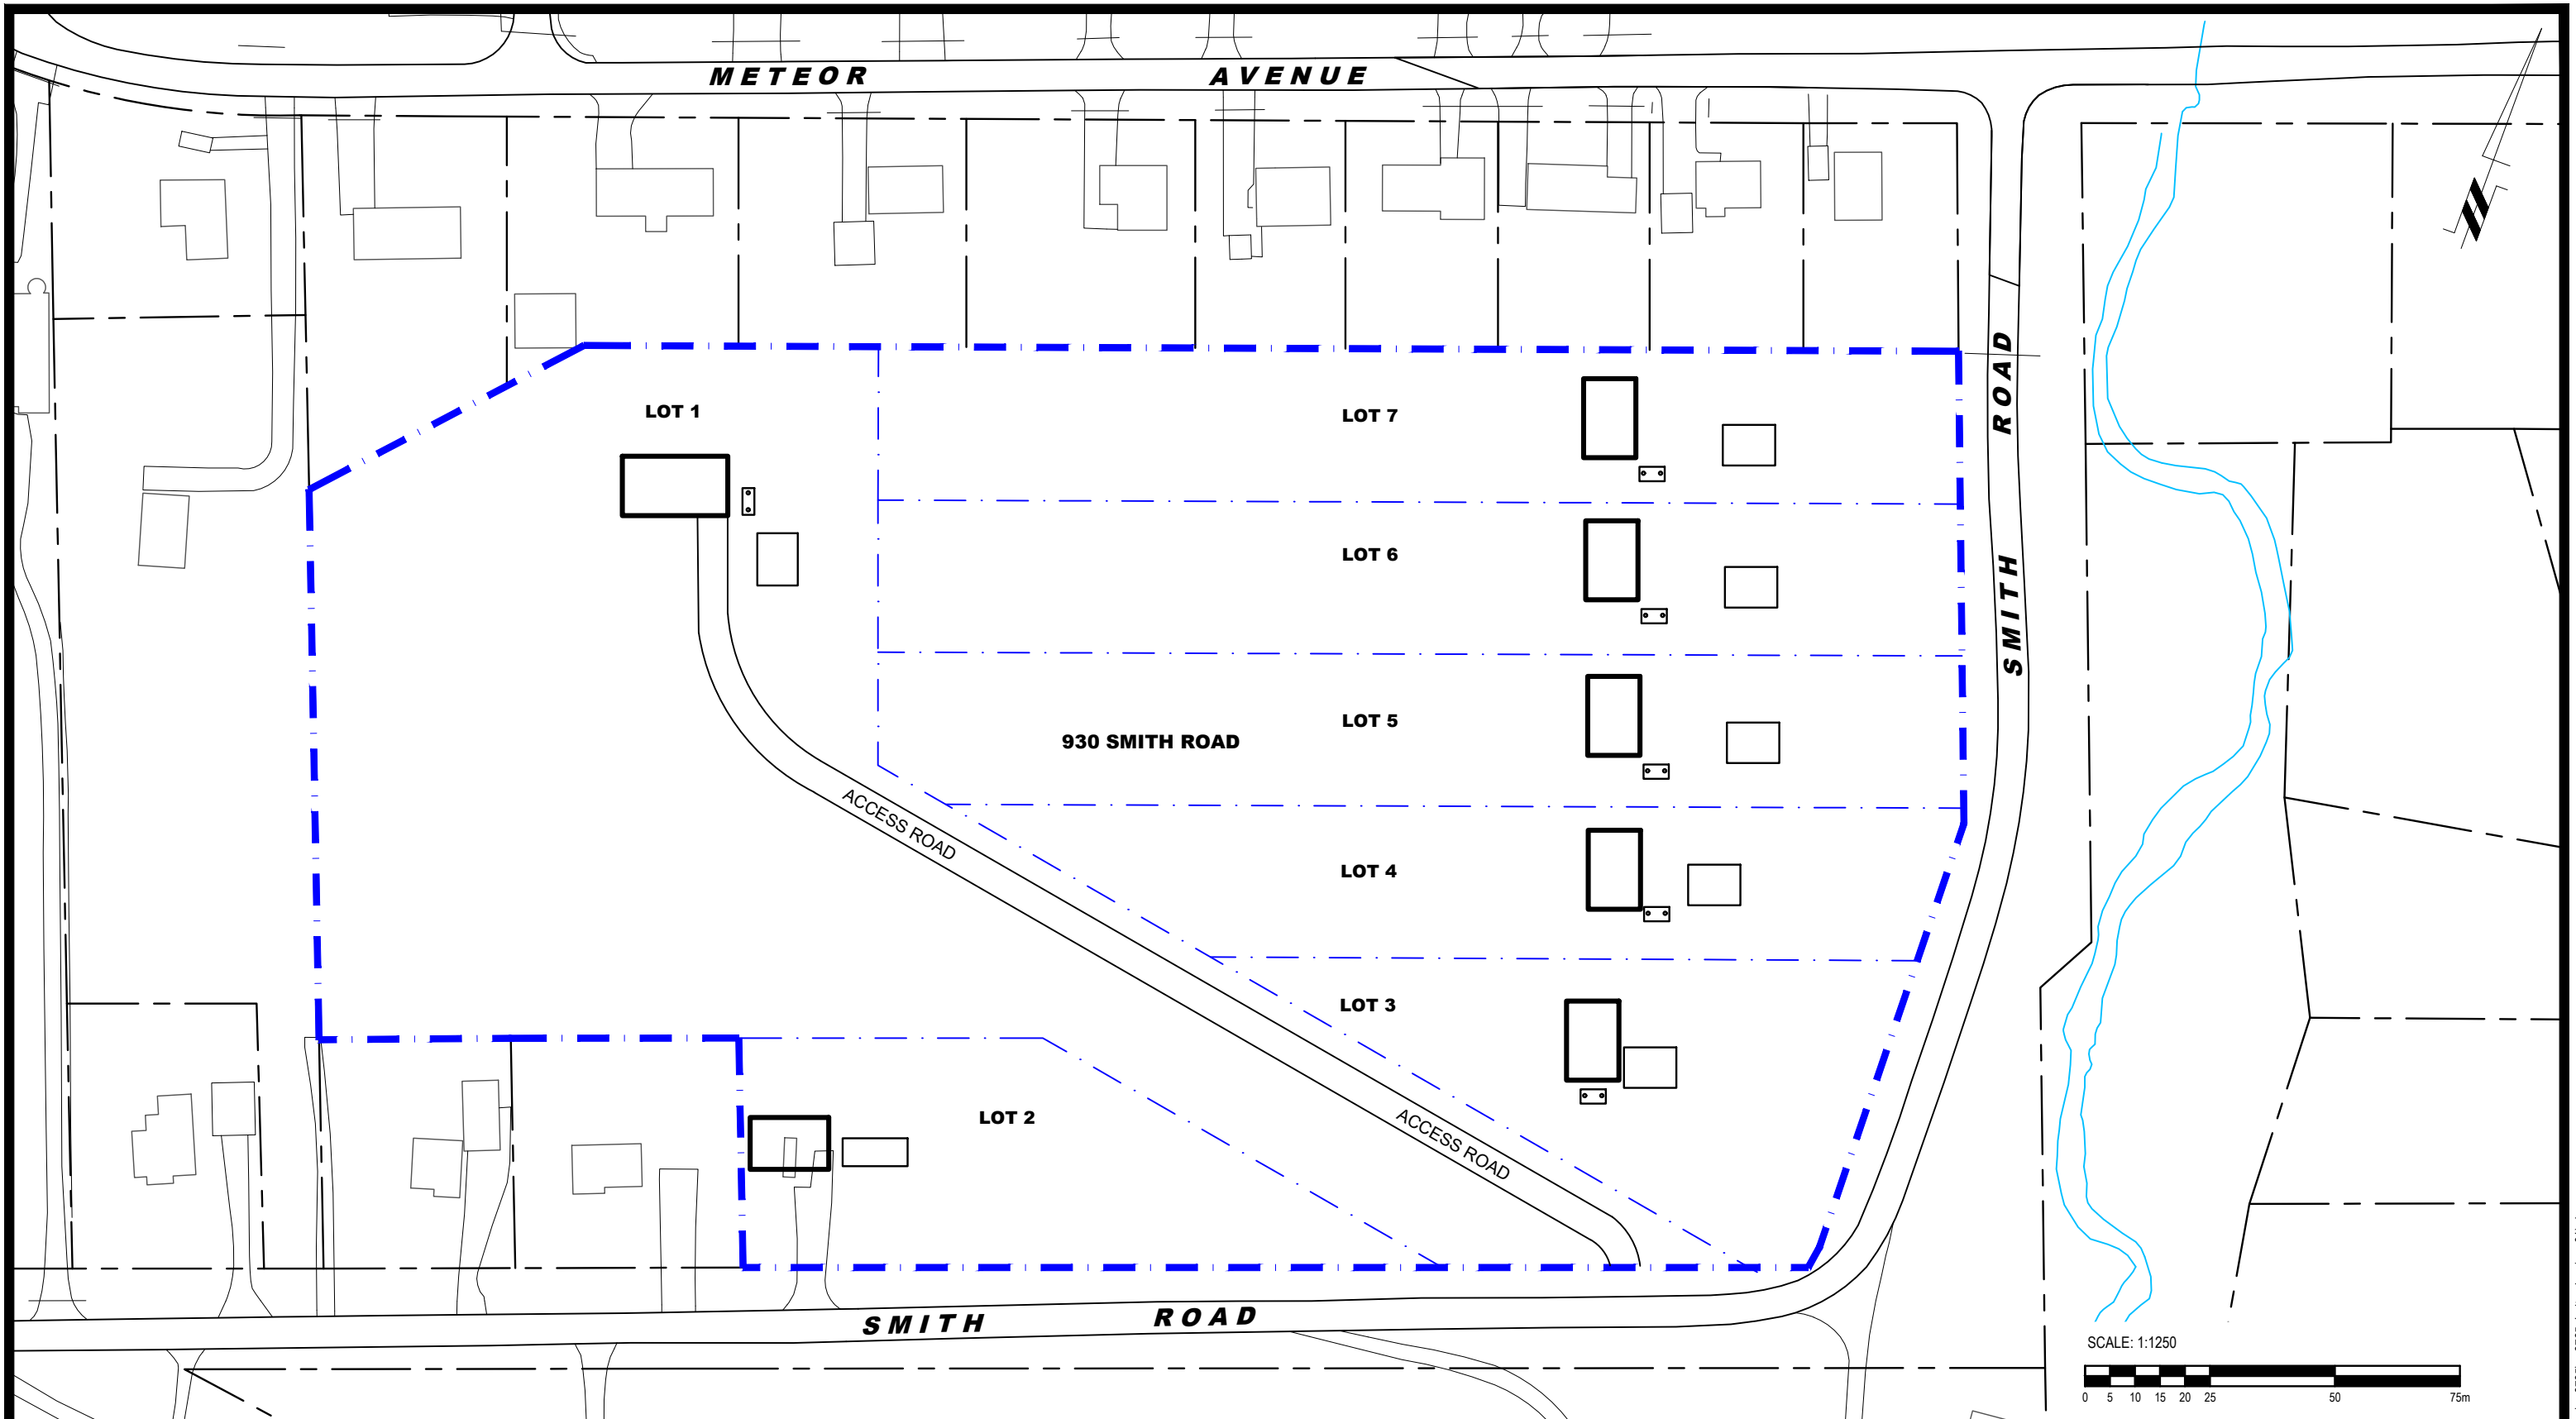 METEOR AVENUE
ROAD
SMITH
LOT 1
LOT 7
LOT 6
LOT 5
930 SMITH ROAD
ACCESS ROAD
LOT 4
LOT 3
LOT 2
ACCESS ROAD
SMITH ROAD
SCALE: 1:1250
0 5 10 15 20 25 50 75m